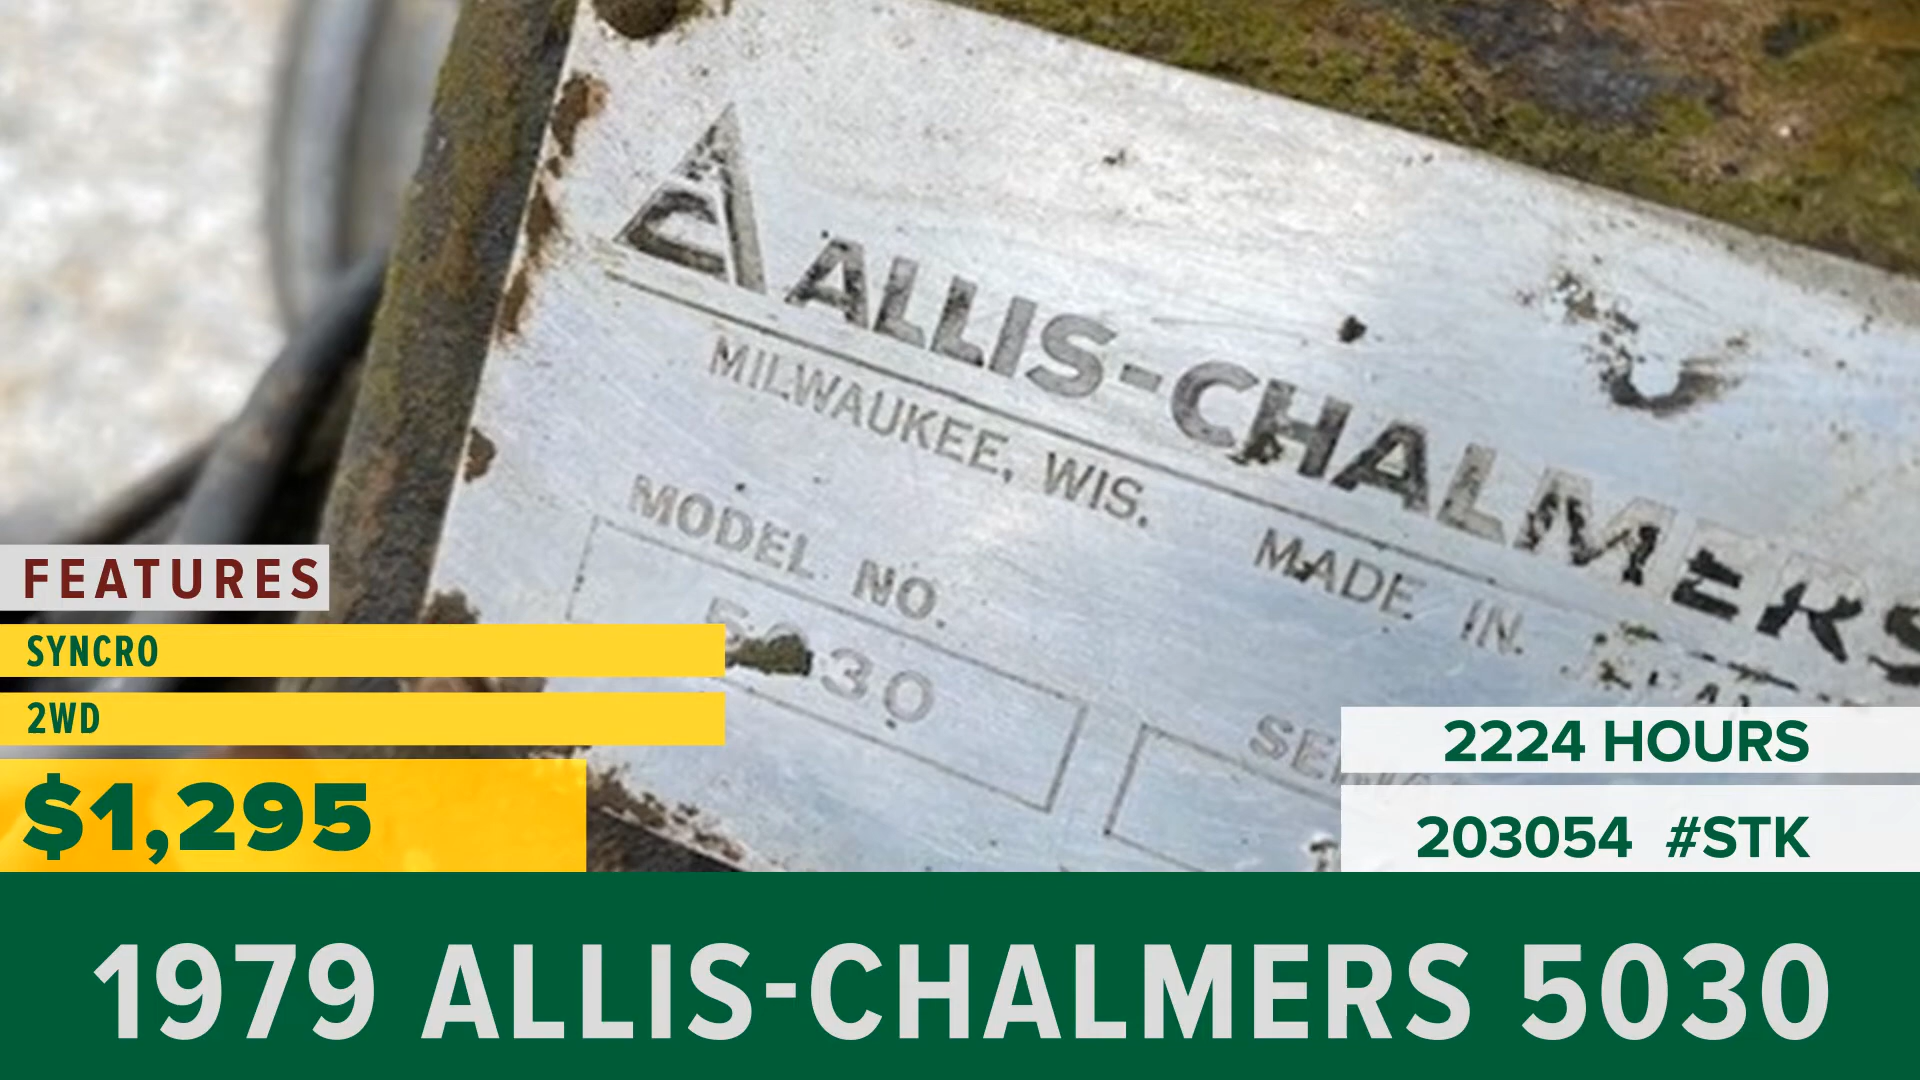 ALLIS-CHALMERS
MILWAUKEE, WIS. MADE IN
MODEL NO.
5030
FEATURES
SYNCRO
2WD
$1,295
2224 HOURS
203054 #STK
1979 ALLIS-CHALMERS 5030